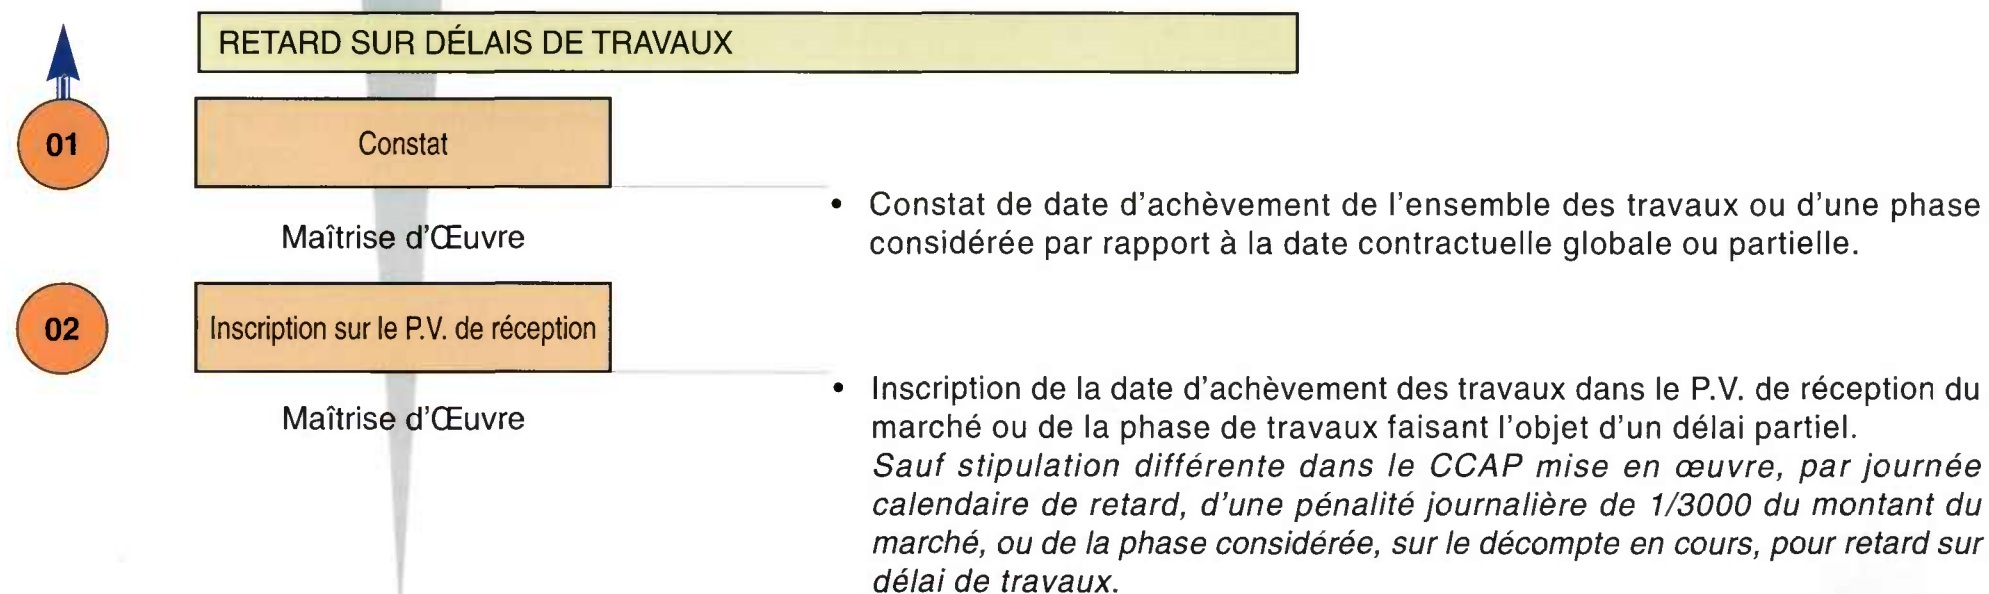 RETARD SUR DÉLAIS DE TRAVAUX
01
Constat
Maîtrise d'Œuvre
• Constat de date d'achèvement de l'ensemble des travaux ou d'une phase
considérée par rapport à la date contractuelle globale ou partielle.
02
Inscription sur le P.V. de réception
Maîtrise d'Œuvre
• Inscription de la date d'achèvement des travaux dans le P.V. de réception du
marché ou de la phase de travaux faisant l'objet d'un délai partiel.
Sauf stipulation différente dans le CCAP mise en œuvre, par journée
calendaire de retard, d'une pénalité journalière de 1/3000 du montant du
marché, ou de la phase considérée, sur le décompte en cours, pour retard sur
délai de travaux.